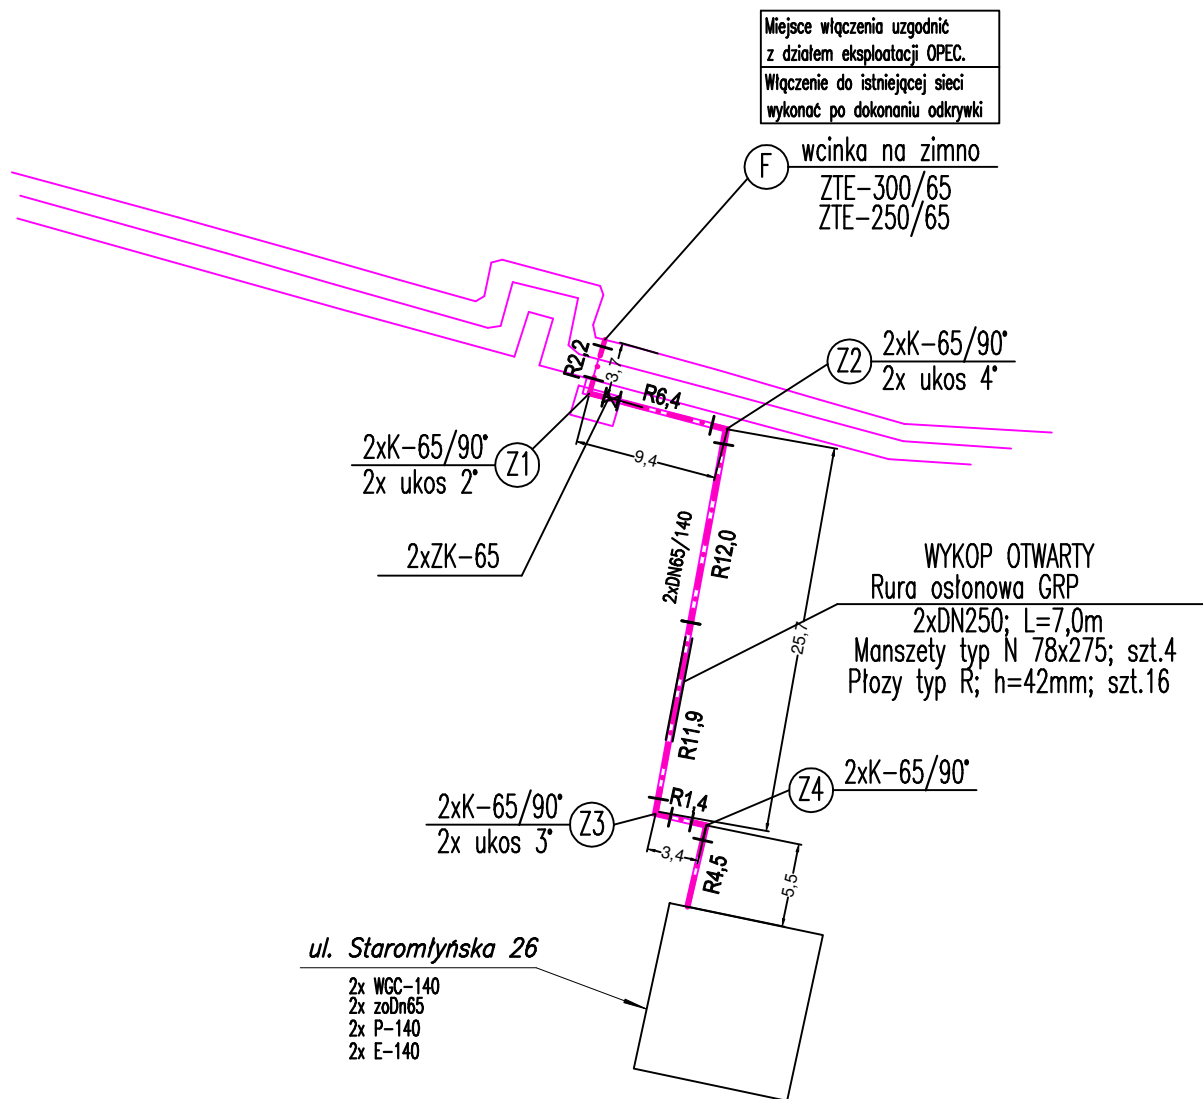 Miejsce włączenia uzgodnić
z działem eksploatacji OPEC.
Włączenie do istniejącej sieci
wykonać po dokonaniu odkrywki
F
wcinka na zimno
ZTE-300/65
ZTE-250/65
R2,2
3,7
R6,4
Z2
2xK-65/90°
2x ukos 4°
2xK-65/90°
2x ukos 2°
Z1
9,4
2xZK-65
2xDN65/140
R12,0
WYKOP OTWARTY
Rura osłonowa GRP
2xDN250; L=7,0m
Manszety typ N 78x275; szt.4
Płozy typ R; h=42mm; szt.16
25,7
R11,9
2xK-65/90°
2x ukos 3°
Z3
R1,4
Z4
2xK-65/90°
3,4
R4,5
5,5
ul. Staromłyńska 26
2x WGC-140
2x zoDn65
2x P-140
2x E-140